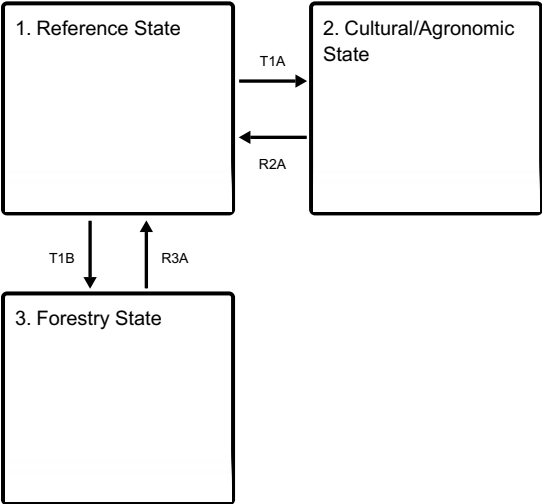 1. Reference State
2. Cultural/Agronomic
State
T1A
R2A
T1B
R3A
3. Forestry State